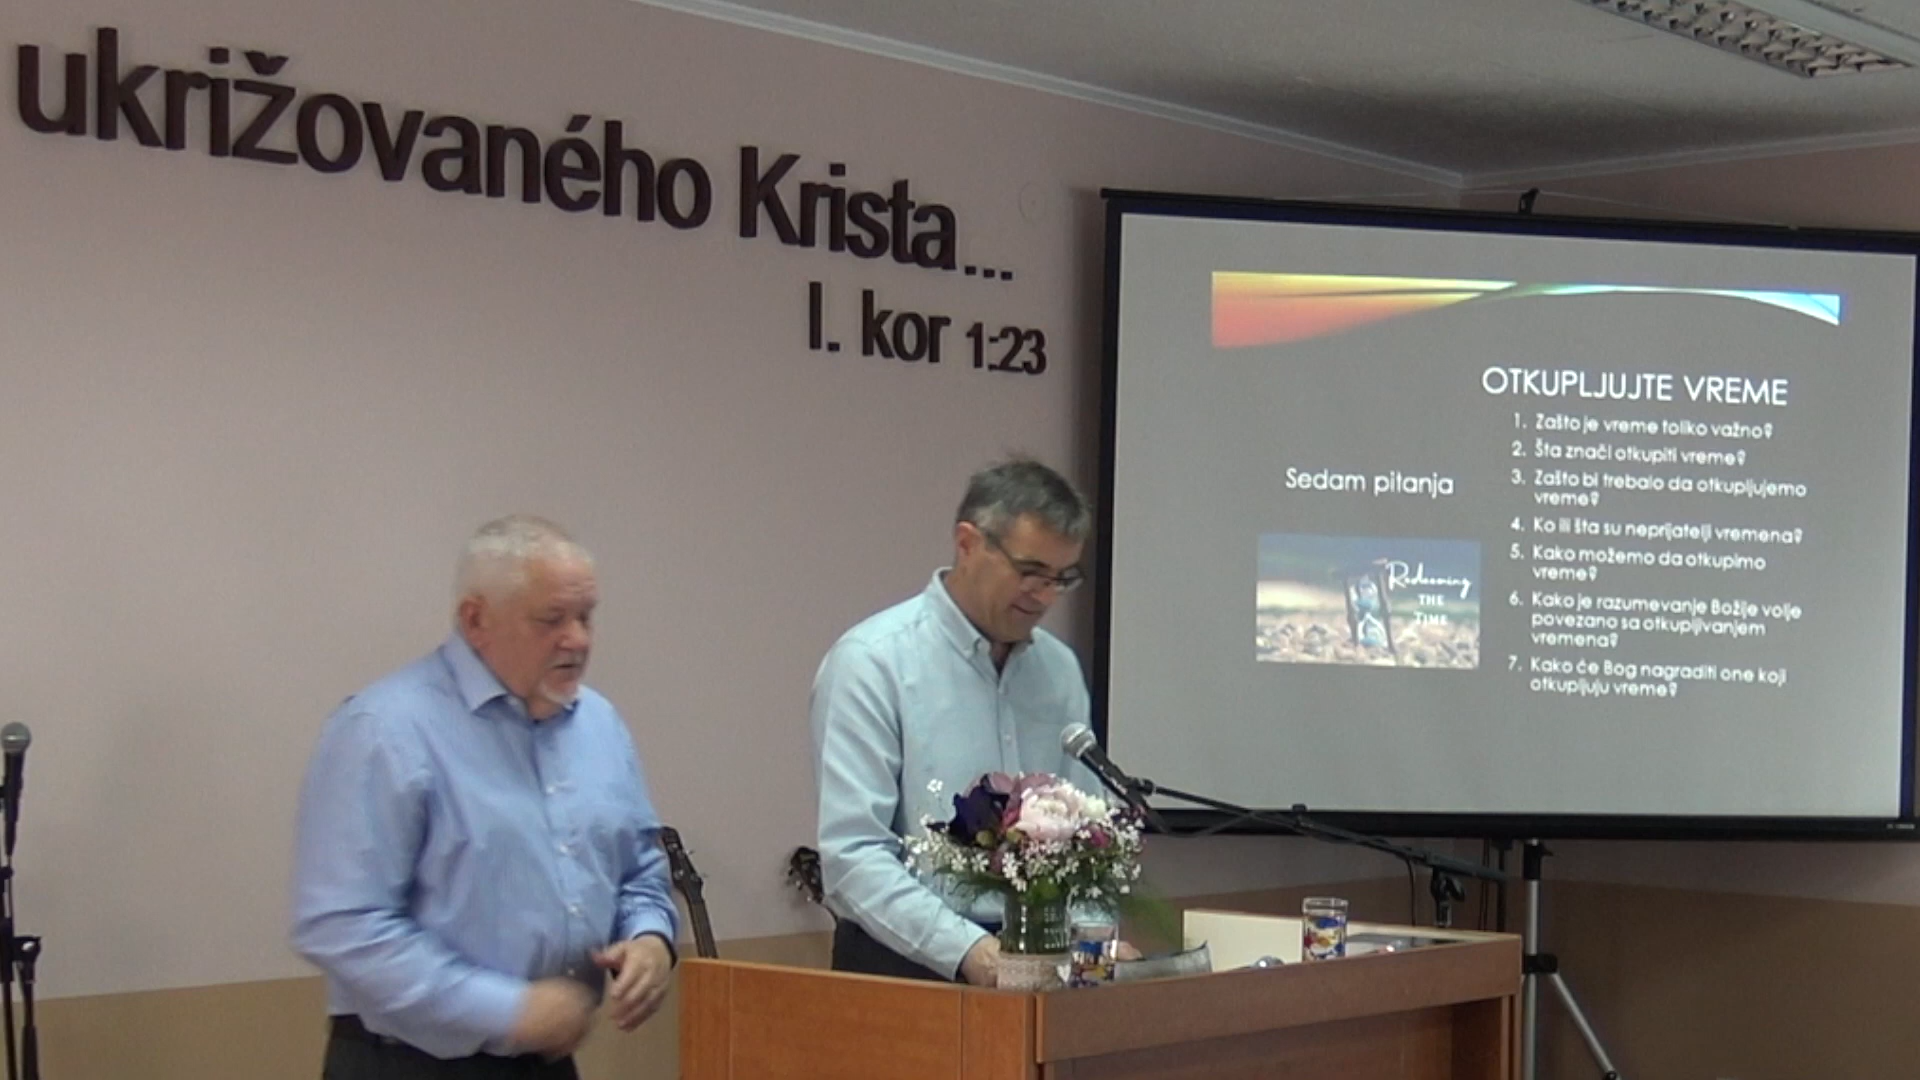 ukrižovaného Krista...
I. kor 1:23
OTKUPLJUJTE VREME
Sedam pitanja
1. Zašto je vreme toliko važno?
2. Šta znači otkupiti vreme?
3. Zašto bi trebalo da otkupljujemo
vreme?
4. Ko ili šta su neprijatelji vremena?
5. Kako možemo da otkupimo
vreme?
6. Kako je razumevanje Božije volje
povezano sa otkupljivanjem
vremena?
7. Kako će Bog nagraditi one koji
otkupljuju vreme?
Redeeming
THE
TIME